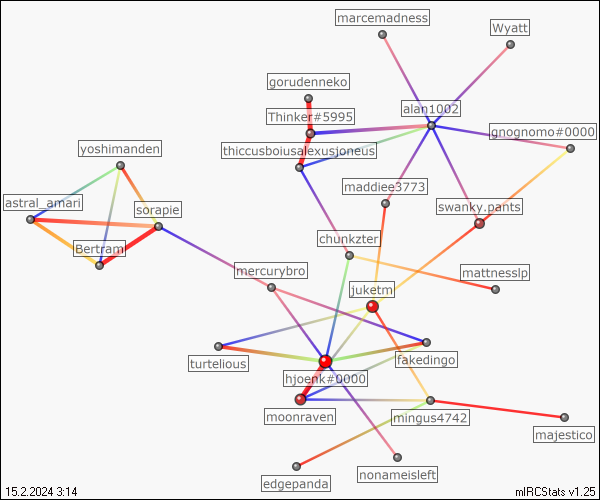 marcemadness
Wyatt
gorudenneko
alan1002
Thinker#5995
gnognomo#0000
yoshimanden
thiccusboiusalexusjoneus
maddiee3773
astral_amari
sorapie
swanky.pants
chunkzter
Bertram
mercurybro
mattnesslp
juketm
turtelious
fakedingo
hjoenk#0000
moonraven
mingus4742
majestico
nonameisleft
edgepanda
15.2.2024 3:14
mIRCStats v1.25